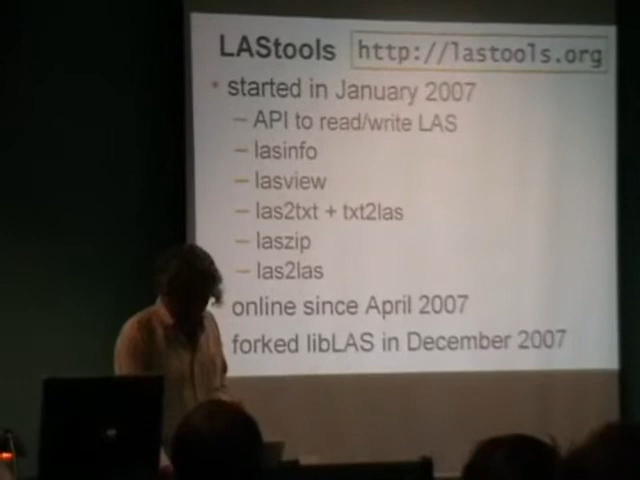 LAStools http://lastools.org
• started in January 2007
– API to read/write LAS
– lasinfo
– lasview
– las2txt + txt2las
– laszip
– las2las
online since April 2007
forked libLAS in December 2007